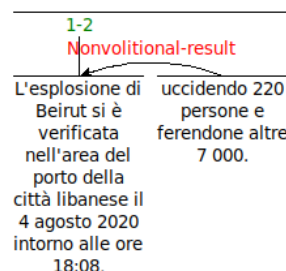 1-2
Nonvolitional-result
L'esplosione di
Beirut si è
verificata
nell'area del
porto della
città libanese il
4 agosto 2020
intorno alle ore
18:08,
uccidendo 220
persone e
ferendone altre
7 000.